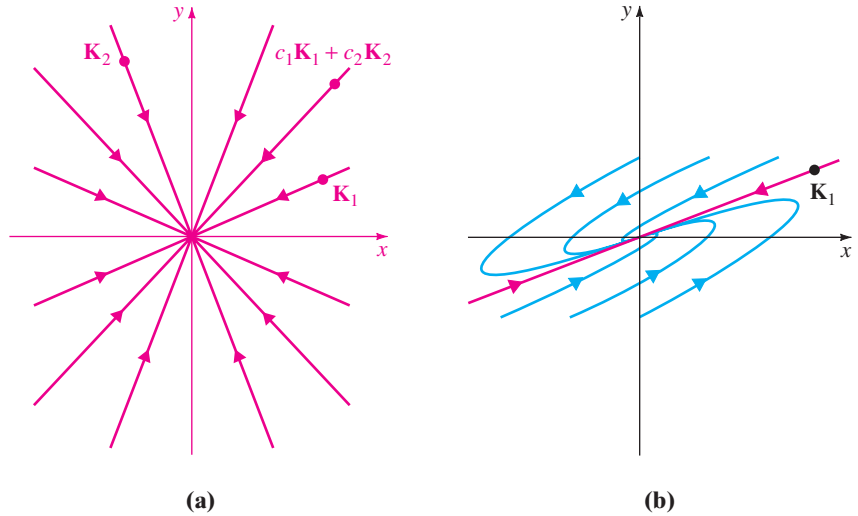 y
K₂
c₁K₁ + c₂K₂
K₁
x
(a)
y
K₁
x
(b)